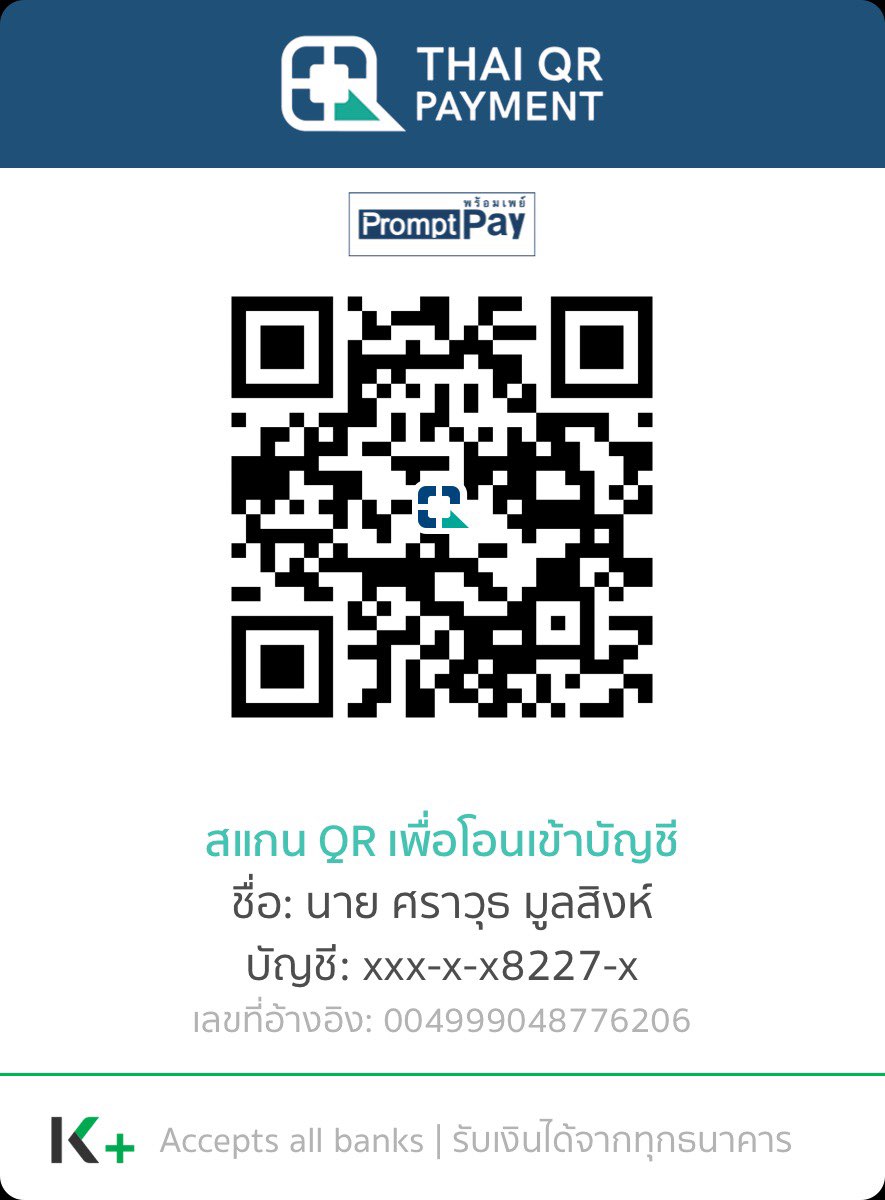 THAI QR
PAYMENT
พร้อมเพย์
PromptPay
สแกน QR เพื่อโอนเข้าบัญชี
ชื่อ: นาย ศราวุธ มูลสิงห์
บัญชี: xxx-x-x8227-x
เลขที่อ้างอิง: 004999048776206
K+ Accepts all banks | รับเงินได้จากทุกธนาคาร